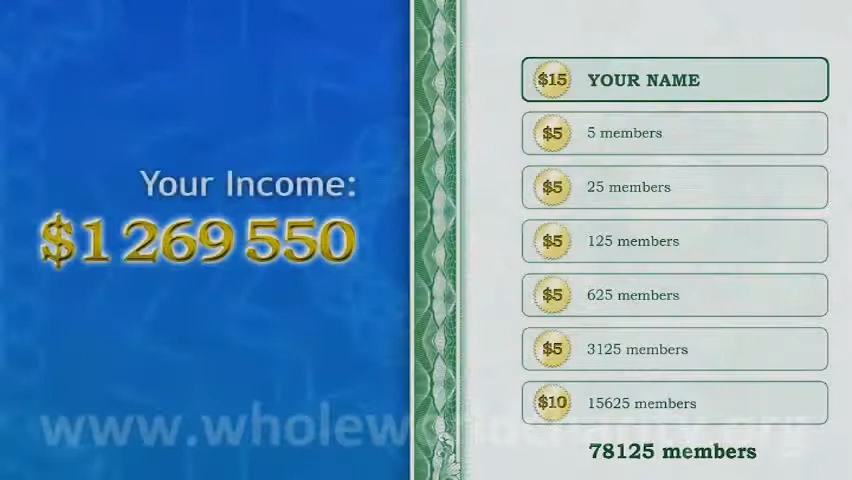 Your Income:
$1 269 550
$15 YOUR NAME
$5 5 members
$5 25 members
$5 125 members
$5 625 members
$5 3125 members
$10 15625 members
78125 members